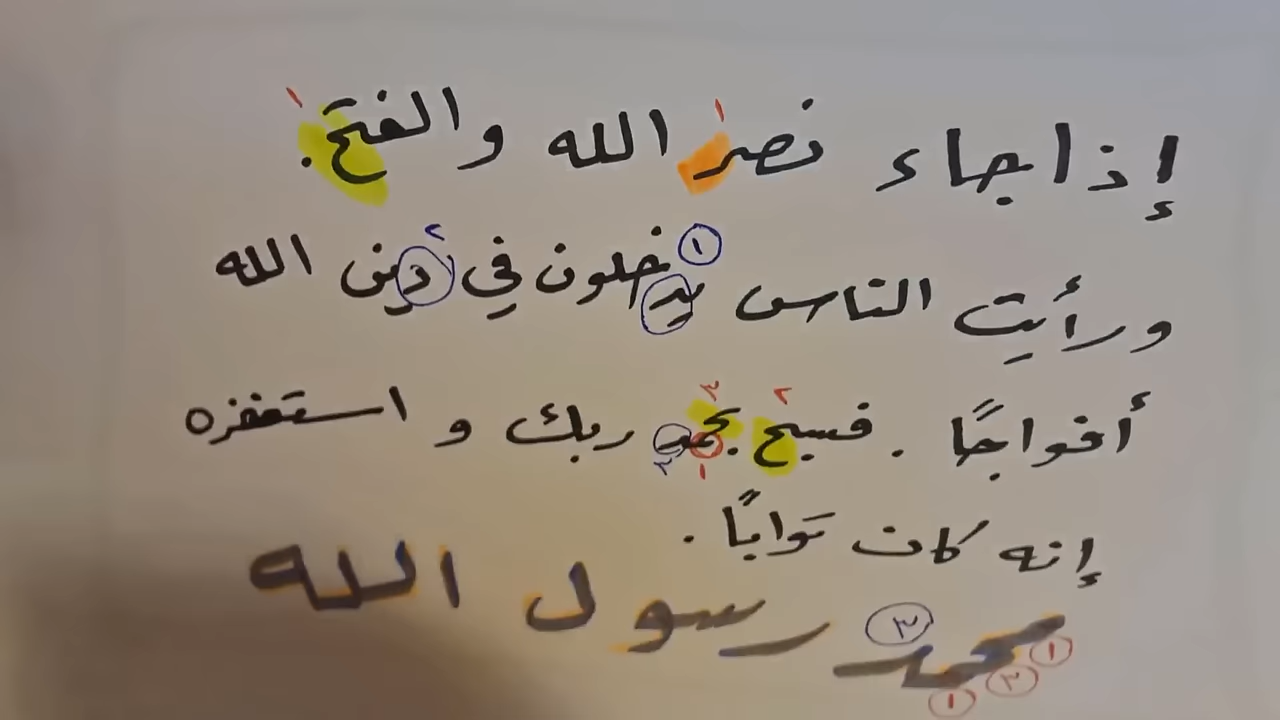 إذا جاء نصر الله والفتح.
ورأيت الناس يدخلون في دين الله
أفواجًا . فسبح بحمد ربك و استغفره
إنه كان توابًا .
محمد رسول الله